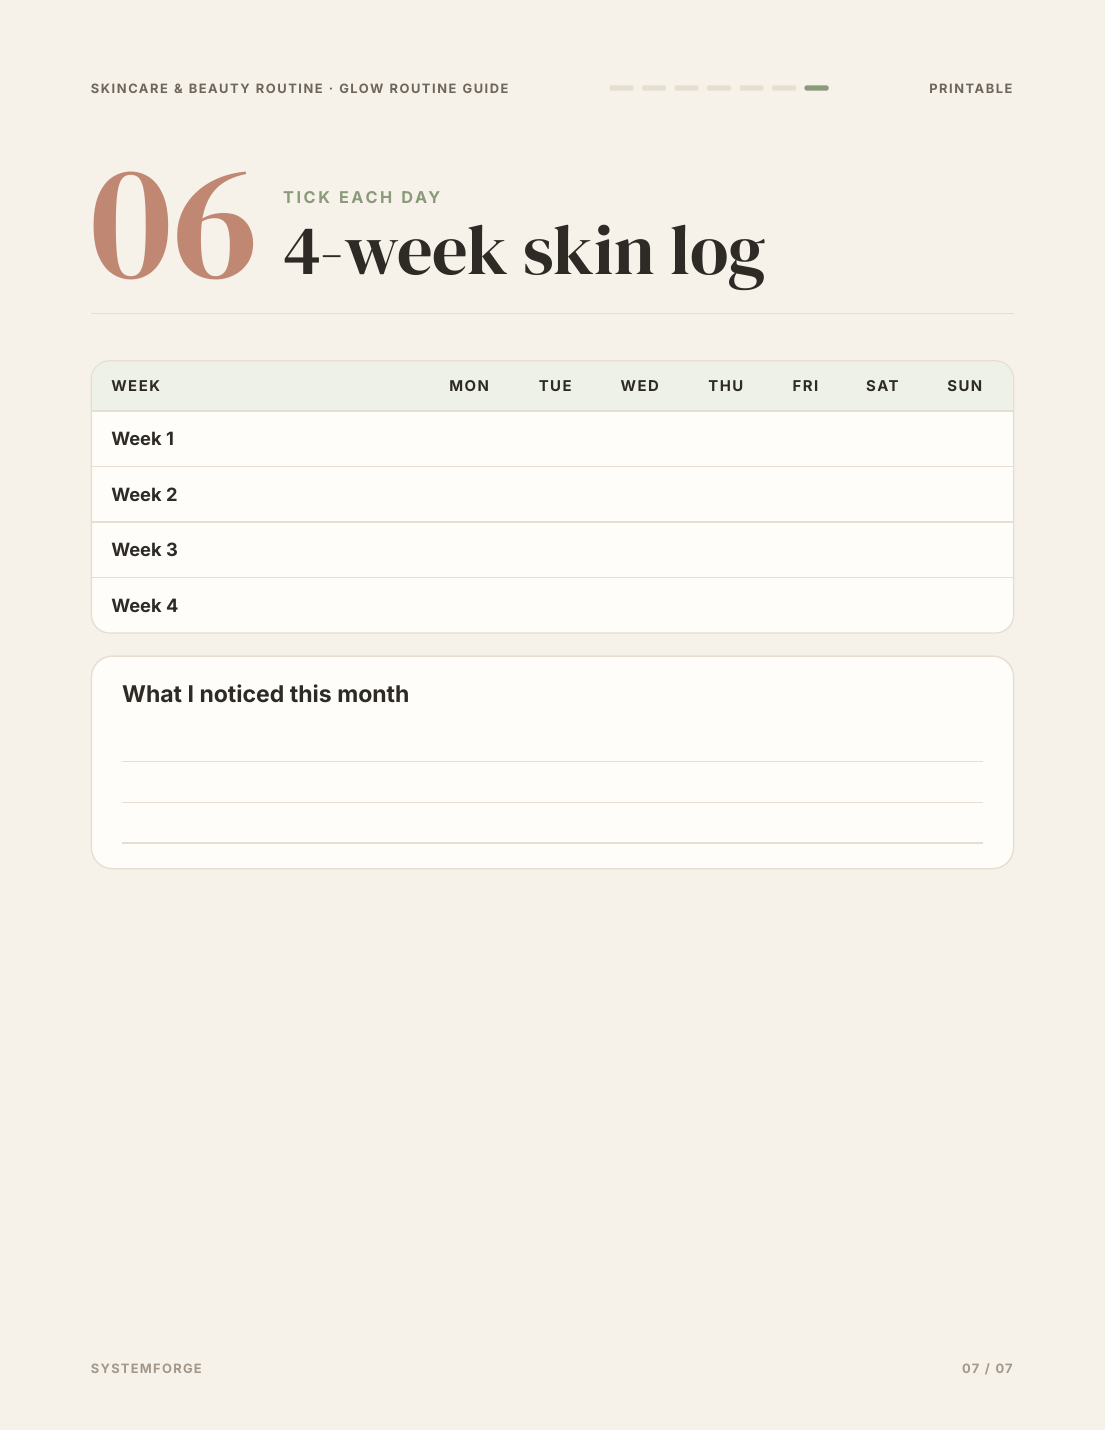 SKINCARE & BEAUTY ROUTINE · GLOW ROUTINE GUIDE
PRINTABLE
06
TICK EACH DAY
4-week skin log
WEEK MON TUE WED THU FRI SAT SUN
Week 1
Week 2
Week 3
Week 4
What I noticed this month
SYSTEMFORGE
07 / 07